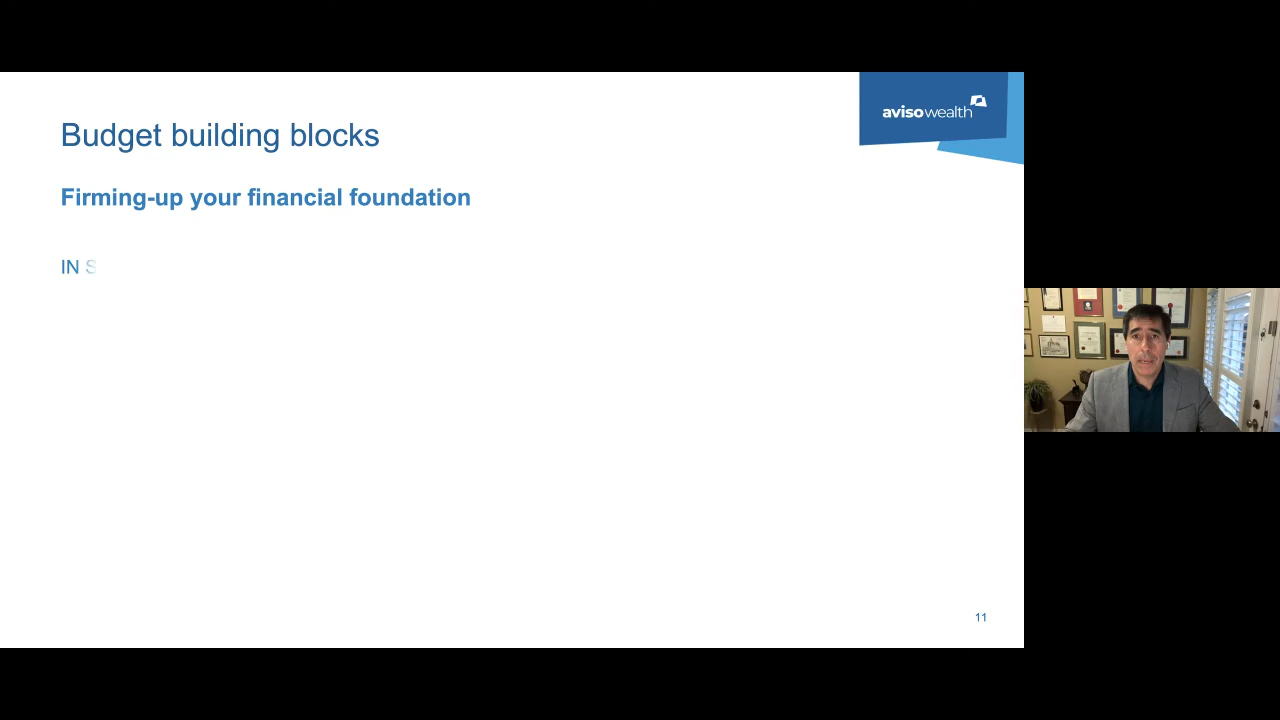 avisowealth
Budget building blocks
Firming-up your financial foundation
IN S
11